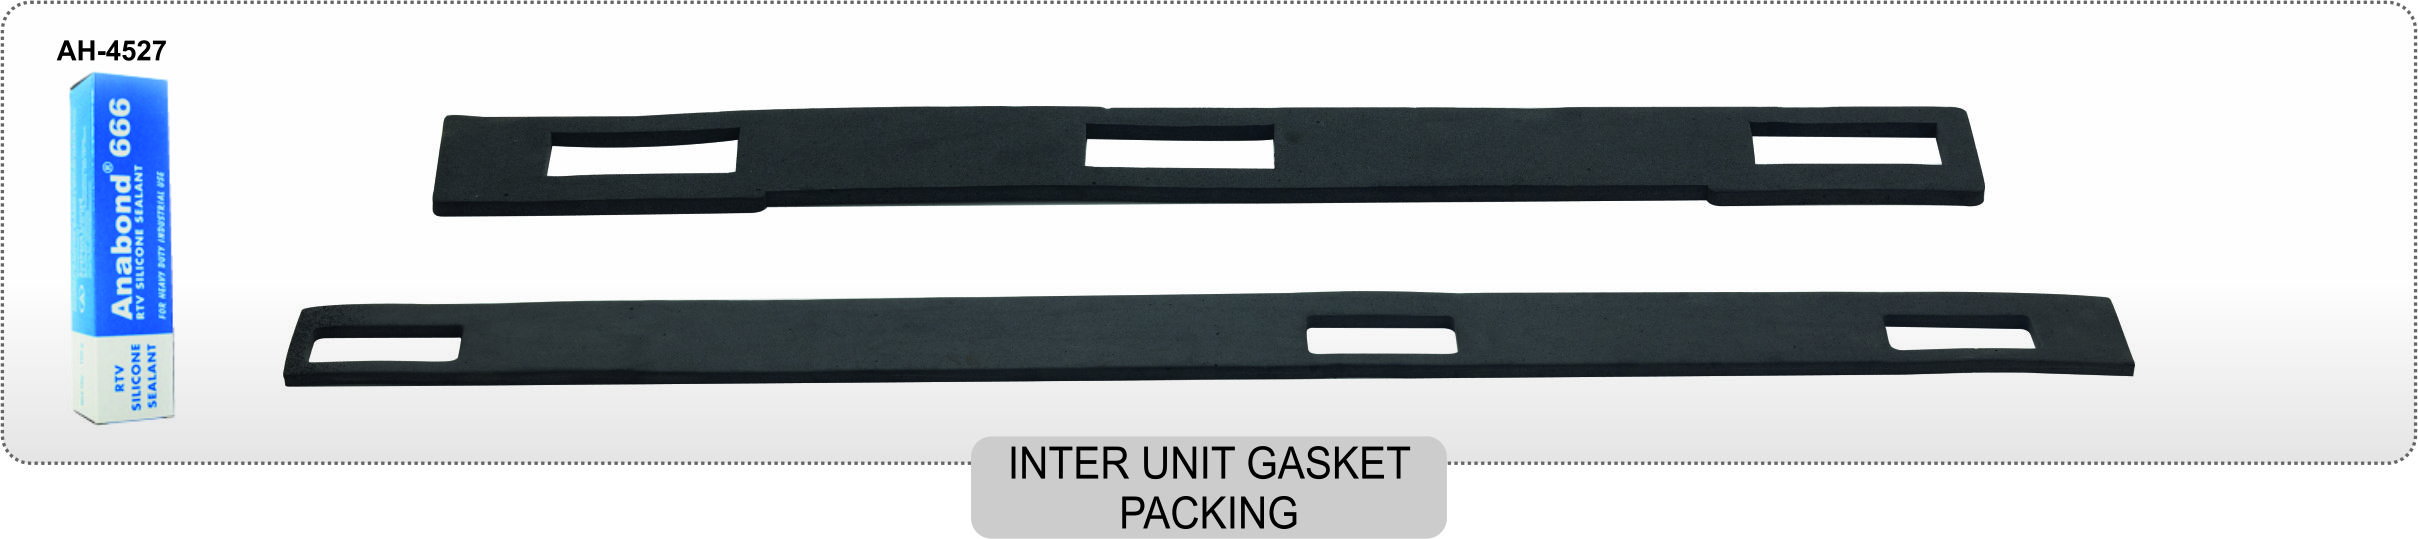 AH-4527
Anabond® 666
RTV SILICONE SEALANT
FOR HEAVY DUTY INDUSTRIAL USE
RTV
SILICONE
SEALANT
INTER UNIT GASKET
PACKING